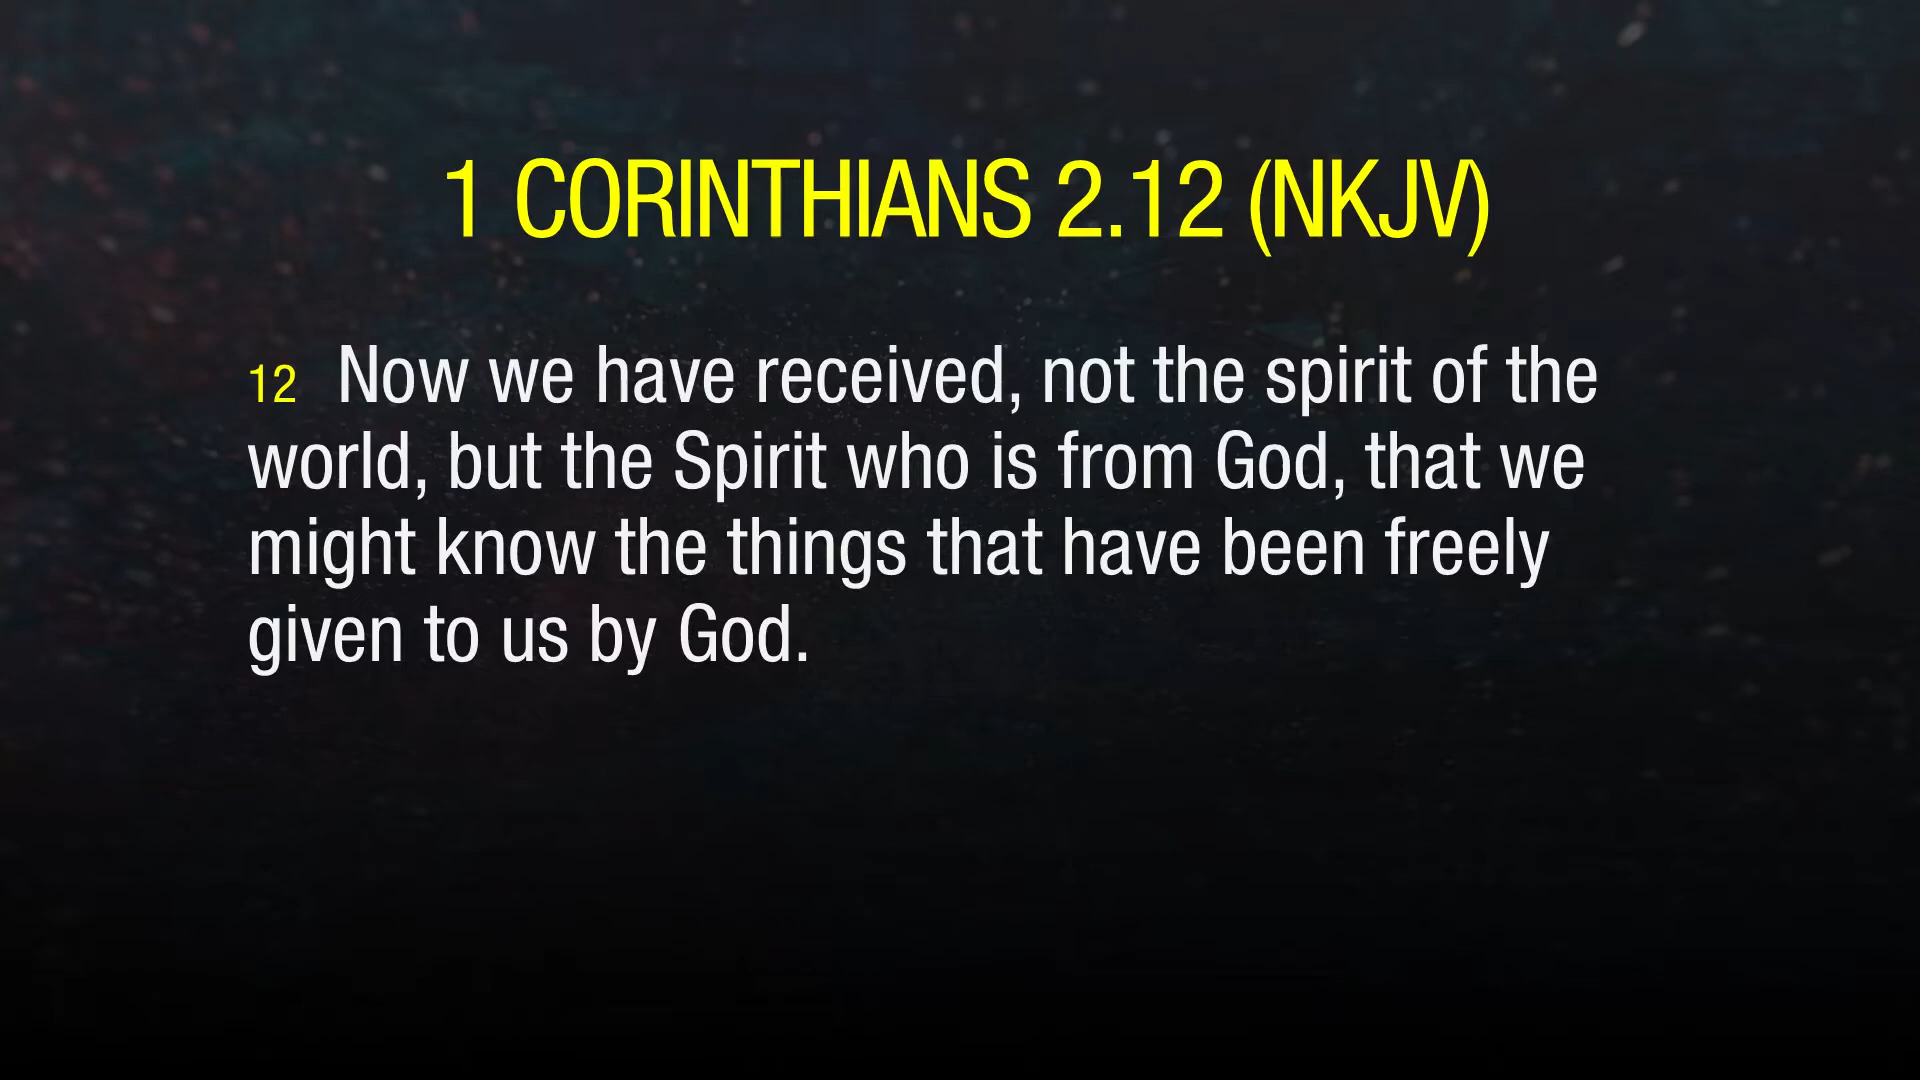 1 CORINTHIANS 2.12 (NKJV)
12 Now we have received, not the spirit of the
world, but the Spirit who is from God, that we
might know the things that have been freely
given to us by God.